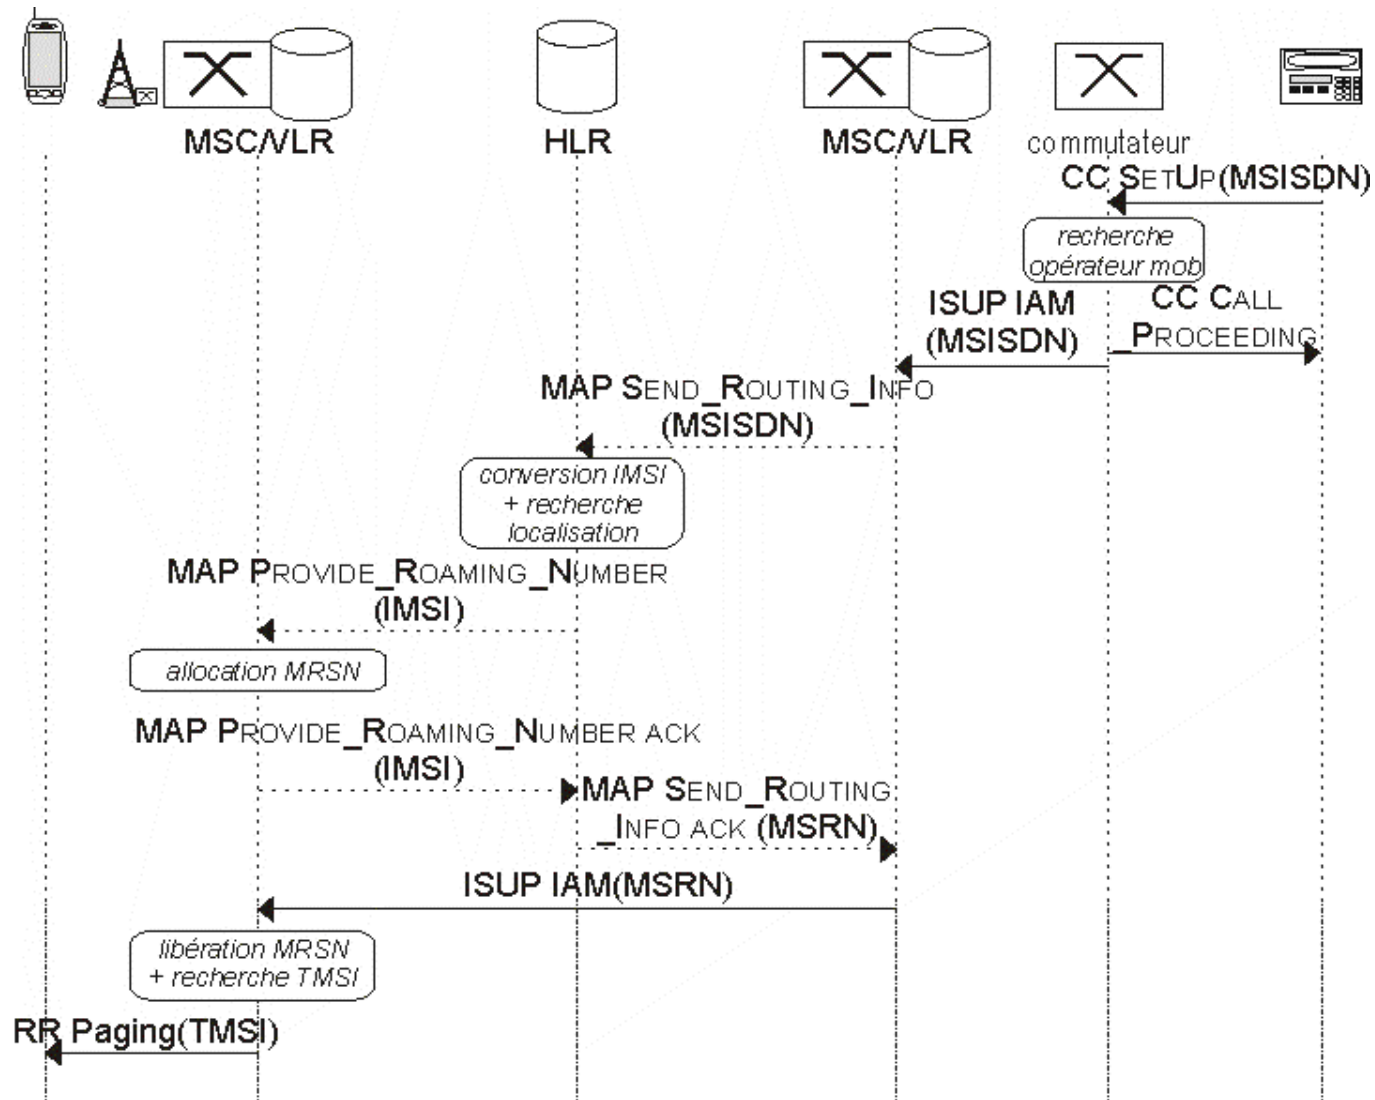 MSC/VLR
HLR
MSC/VLR
commutateur
CC SETUP(MSISDN)
recherche
opérateur mob
ISUP IAM
(MSISDN)
CC CALL
_PROCEEDING
MAP SEND_ROUTING_INFO
(MSISDN)
conversion IMSI
+ recherche
localisation
MAP PROVIDE_ROAMING_NUMBER
(IMSI)
allocation MRSN
MAP PROVIDE_ROAMING_NUMBER ACK
(IMSI)
MAP SEND_ROUTING
_INFO ACK (MSRN)
ISUP IAM(MSRN)
libération MRSN
+ recherche TMSI
RR Paging(TMSI)